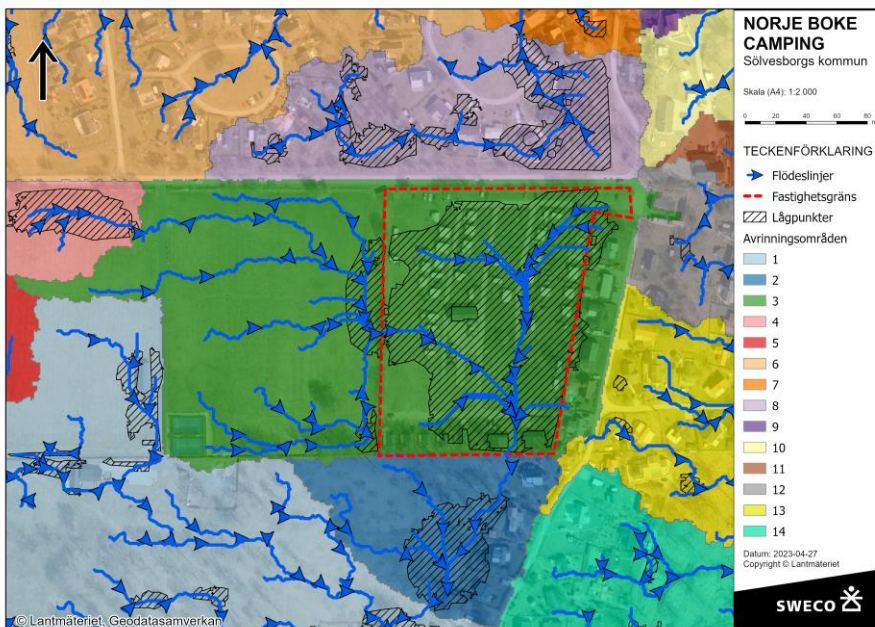 NORJE BOKE
CAMPING
Sölvesborgs kommun
Skala (A4): 1:2 000
0 20 40 60 80
m
TECKENFÖRKLARING
Flödeslinjer
Fastighetsgräns
Lågpunkter
Avrinningsområden
1
2
3
4
5
6
7
8
9
10
11
12
13
14
Datum: 2023-04-27
Copyright © Lantmäteriet
SWECO
© Lantmäteriet, Geodatasamverkan